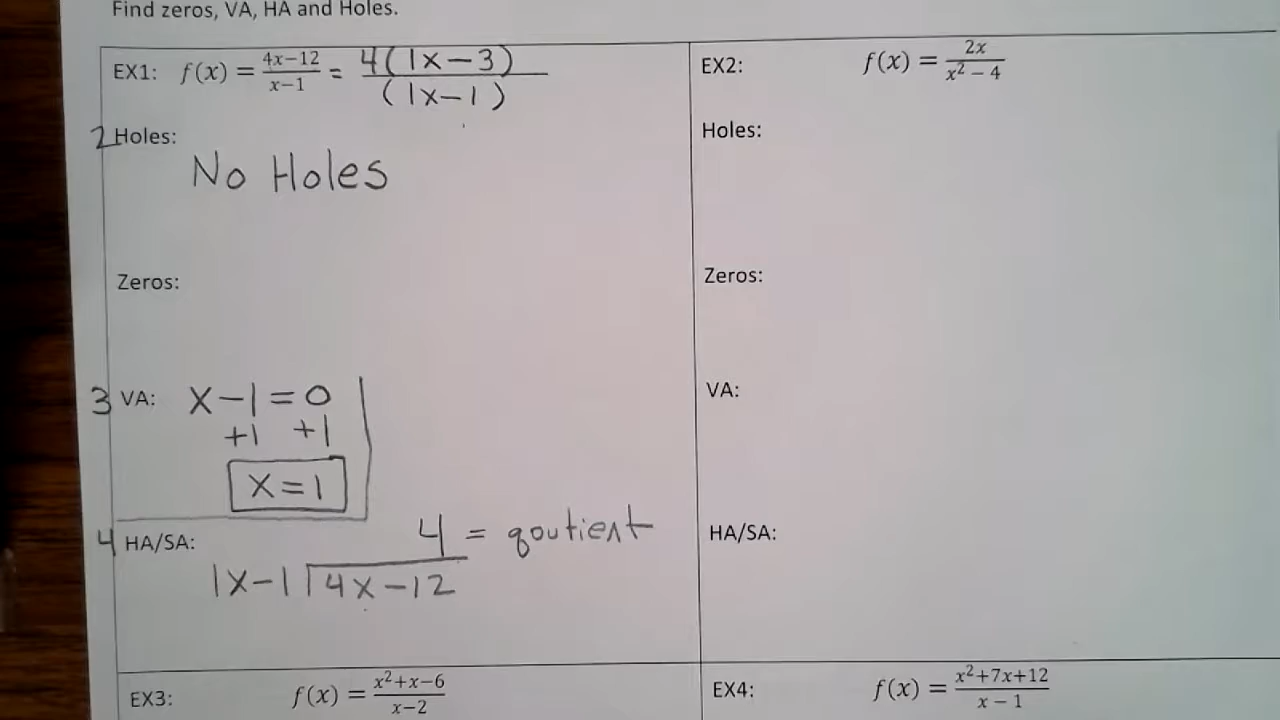 Find zeros, VA, HA and Holes.
EX1: f(x) = 4x−12 / x−1 = 4(1x−3) / (1x−1)
2 Holes:
No Holes
Zeros:
3 VA: x−1=0
+1 +1
x=1
4 HA/SA:
4 = qoutient
1x−1 4x−12
EX2: f(x) = 2x / x² − 4
Holes:
Zeros:
VA:
HA/SA:
EX3: f(x) = x²+x−6 / x−2
EX4: f(x) = x²+7x+12 / x − 1